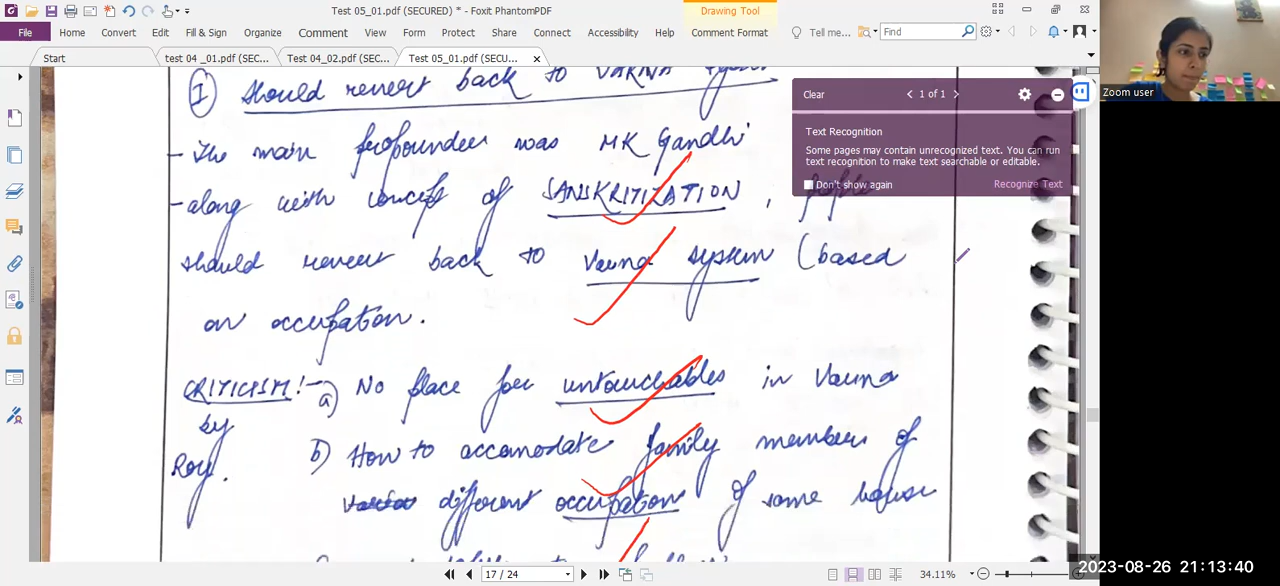 Test 05_01.pdf (SECURED) * - Foxit PhantomPDF
Drawing Tool
File Home Convert Edit Fill & Sign Organize Comment View Form Protect Share Connect Accessibility Help Comment Format Tell me... Find
Start test 04 _01.pdf (SEC... Test 04_02.pdf (SECURE... Test 05_01.pdf (SECU...
Clear 1 of 1
Text Recognition
Some pages may contain unrecognized text. You can run
text recognition to make text searchable or editable.
Don't show again Recognize Text
Zoom user
I should revert back to VARNA
- The main propounder was MK Gandhi
- along with concept of SANSKRITIZATION, people
should revert back to Varna system (based
on occupation.
CRITICISM:- a) No place for untouchables in Varna
by
Roy.
b) How to accomodate family members of
different occupation of same house
17 / 24
34.11%
2023-08-26 21:13:40